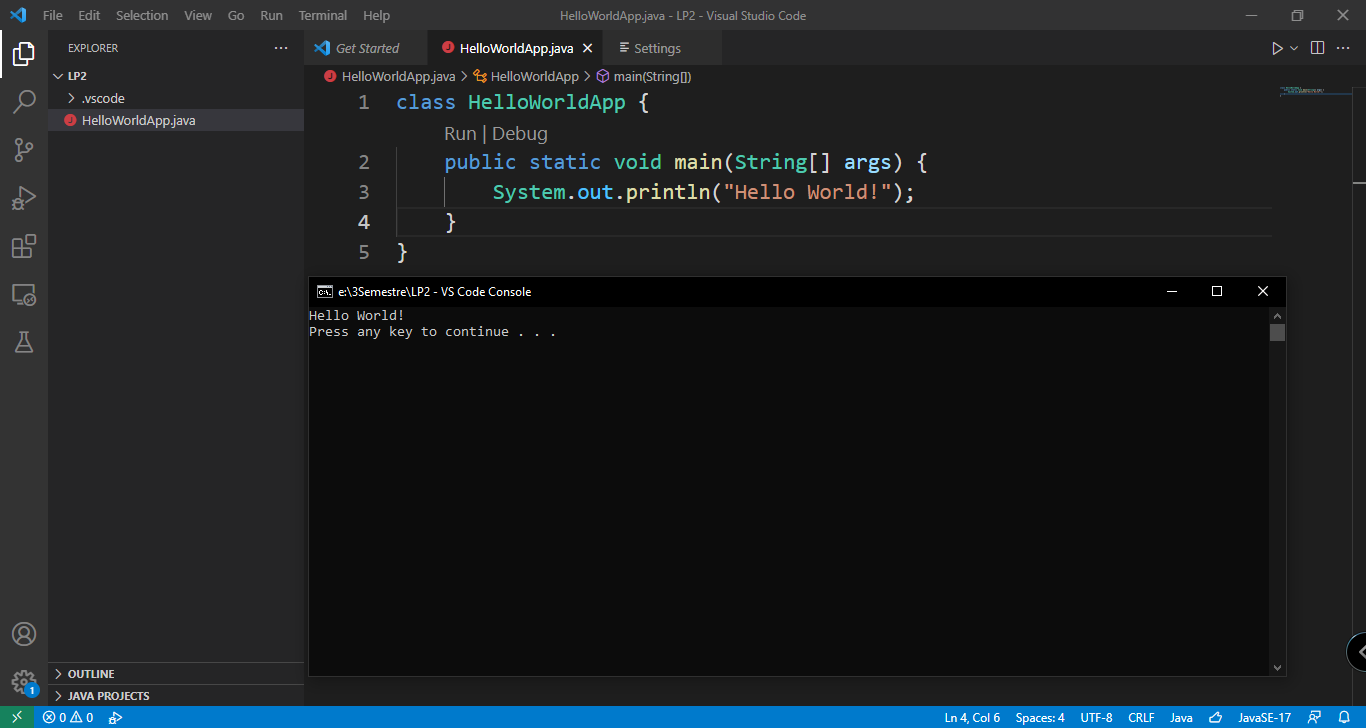 File Edit Selection View Go Run Terminal Help HelloWorldApp.java - LP2 - Visual Studio Code
EXPLORER
LP2
.vscode
HelloWorldApp.java
OUTLINE
JAVA PROJECTS
Get Started HelloWorldApp.java Settings
HelloWorldApp.java > HelloWorldApp > main(String[])
1 class HelloWorldApp {
Run | Debug
2 public static void main(String[] args) {
3 System.out.println("Hello World!");
4 }
5 }
e:\3Semestre\LP2 - VS Code Console
Hello World!
Press any key to continue . . .
1
0 0 Ln 4, Col 6 Spaces: 4 UTF-8 CRLF Java JavaSE-17